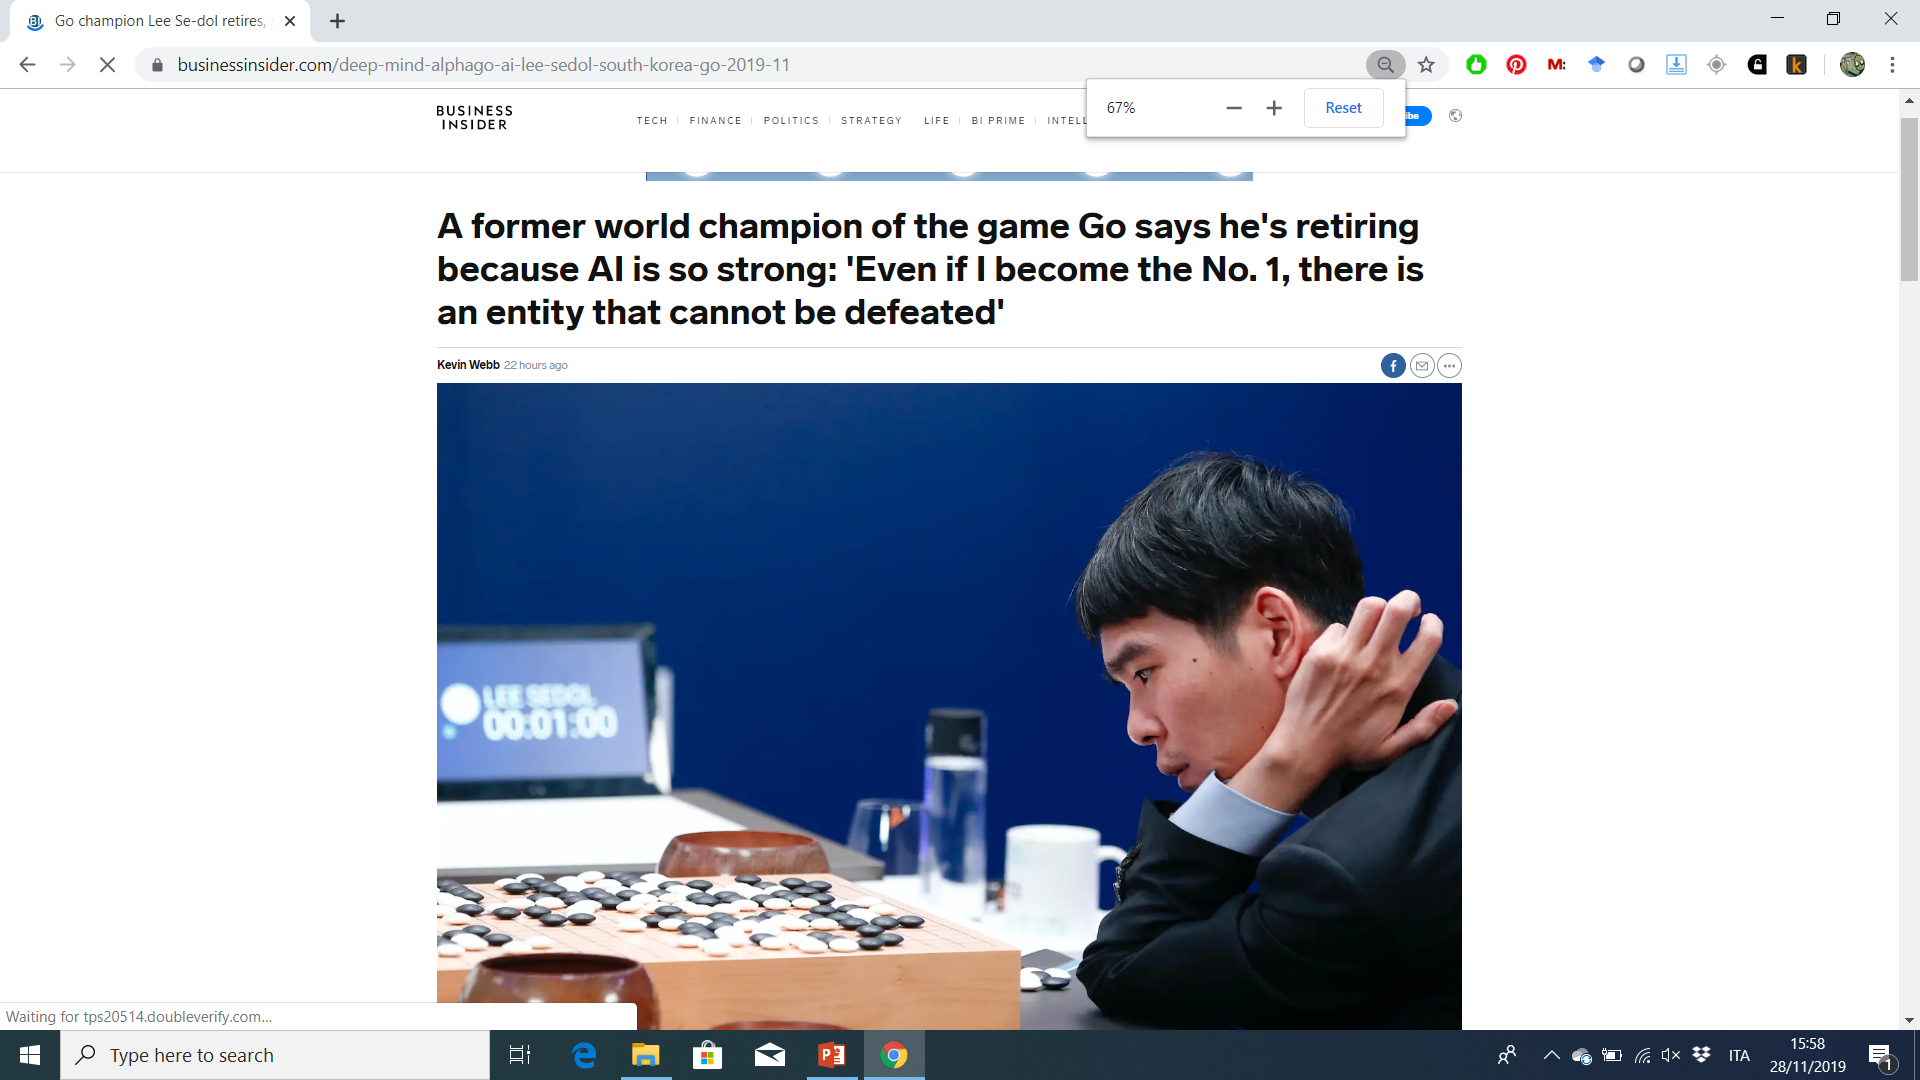 Go champion Lee Se-dol retires,
businessinsider.com/deep-mind-alphago-ai-lee-sedol-south-korea-go-2019-11
M:
k
67%
Reset
BUSINESS
INSIDER
TECH
FINANCE
POLITICS
STRATEGY
LIFE
BI PRIME
INTELL
ibe
A former world champion of the game Go says he's retiring
because AI is so strong: 'Even if I become the No. 1, there is
an entity that cannot be defeated'
Kevin Webb 22 hours ago
LEE SEDOL
00:01:00
Waiting for tps20514.doubleverify.com...
Type here to search
ITA
15:58
28/11/2019
1